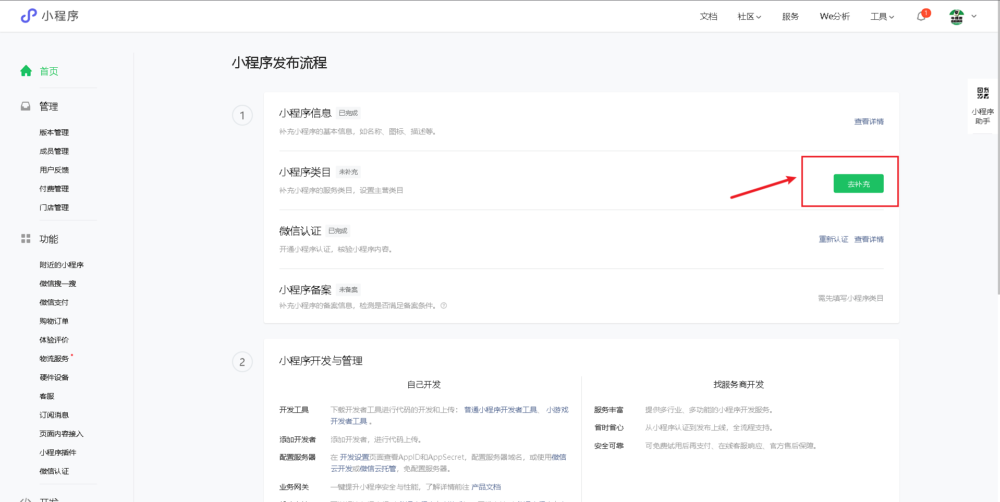 小程序
文档
社区
服务
We分析
工具
1
首页
管理
版本管理
成员管理
用户反馈
付费管理
门店管理
功能
附近的小程序
微信搜一搜
微信支付
购物订单
体验评价
物流服务
硬件设备
客服
订阅消息
页面内容接入
小程序插件
微信认证
开发
小程序发布流程
1
小程序信息 已完成
补充小程序的基本信息，如名称、图标、描述等。
查看详情
小程序类目 未补充
补充小程序的服务类目，设置主营类目
去补充
微信认证 已完成
开通小程序认证，核验小程序内容。
重新认证 查看详情
小程序备案 未备案
补充小程序的备案信息，检测是否满足备案条件。
需先填写小程序类目
2
小程序开发与管理
自己开发
开发工具 下载开发者工具进行代码的开发和上传： 普通小程序开发者工具、 小游戏
开发者工具 。
添加开发者 添加开发者，进行代码上传。
配置服务器 在 开发设置页面查看AppID和AppSecret，配置服务器域名，或使用微信
云开发或微信云托管，免配置服务器。
业务网关 一键提升小程序安全与性能，了解详情前往 产品文档
找服务商开发
服务丰富 提供多行业、多功能的小程序开发服务。
省时省心 从小程序认证到发布上线，全流程支持。
安全可靠 可免费试用后再支付、在线客服响应、官方售后保障。
小程序
助手